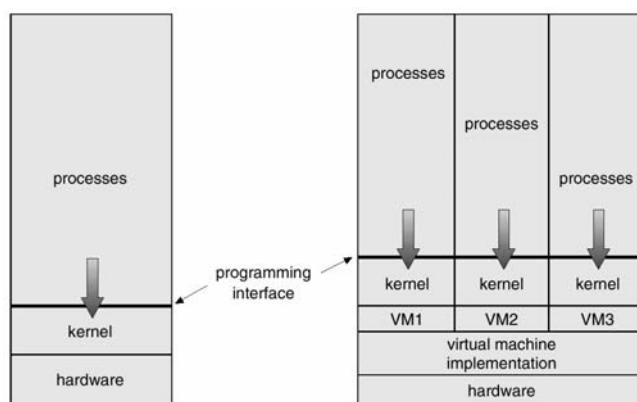 processes
programming
interface
kernel
hardware
processes
processes
processes
kernel
kernel
kernel
VM1
VM2
VM3
virtual machine
implementation
hardware